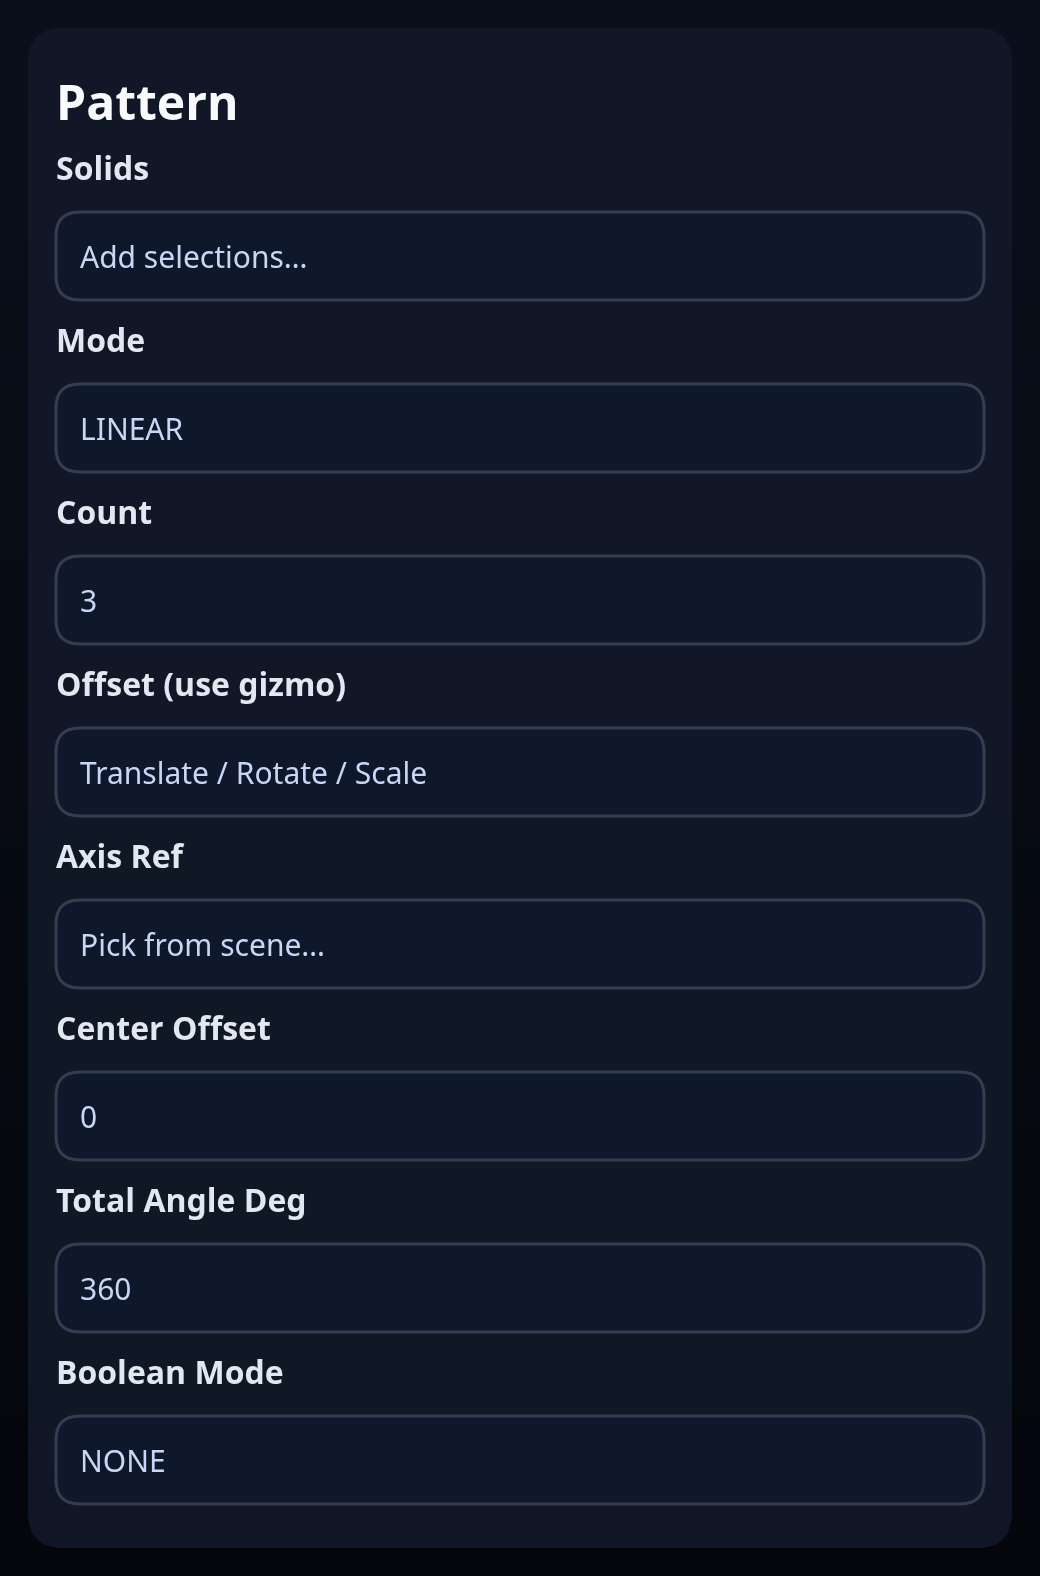 Pattern
Solids
Add selections…
Mode
LINEAR
Count
3
Offset (use gizmo)
Translate / Rotate / Scale
Axis Ref
Pick from scene…
Center Offset
0
Total Angle Deg
360
Boolean Mode
NONE